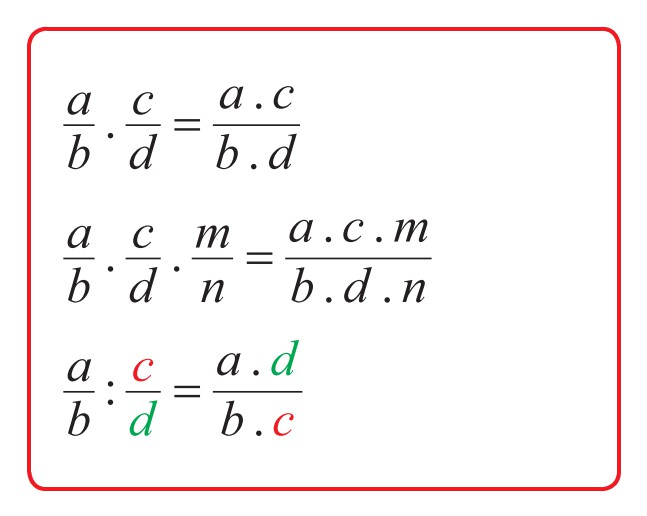 a/b . c/d = a . c/b . d
a/b . c/d . m/n = a . c . m/b . d . n
a/b : c/d = a . d/b . c